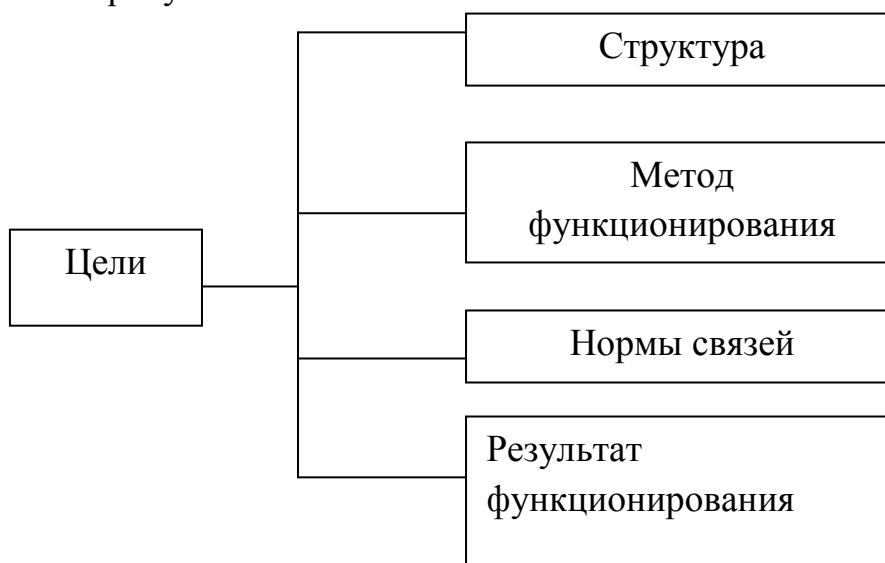 Структура
Метод
функционирования
Цели
Нормы связей
Результат
функционирования